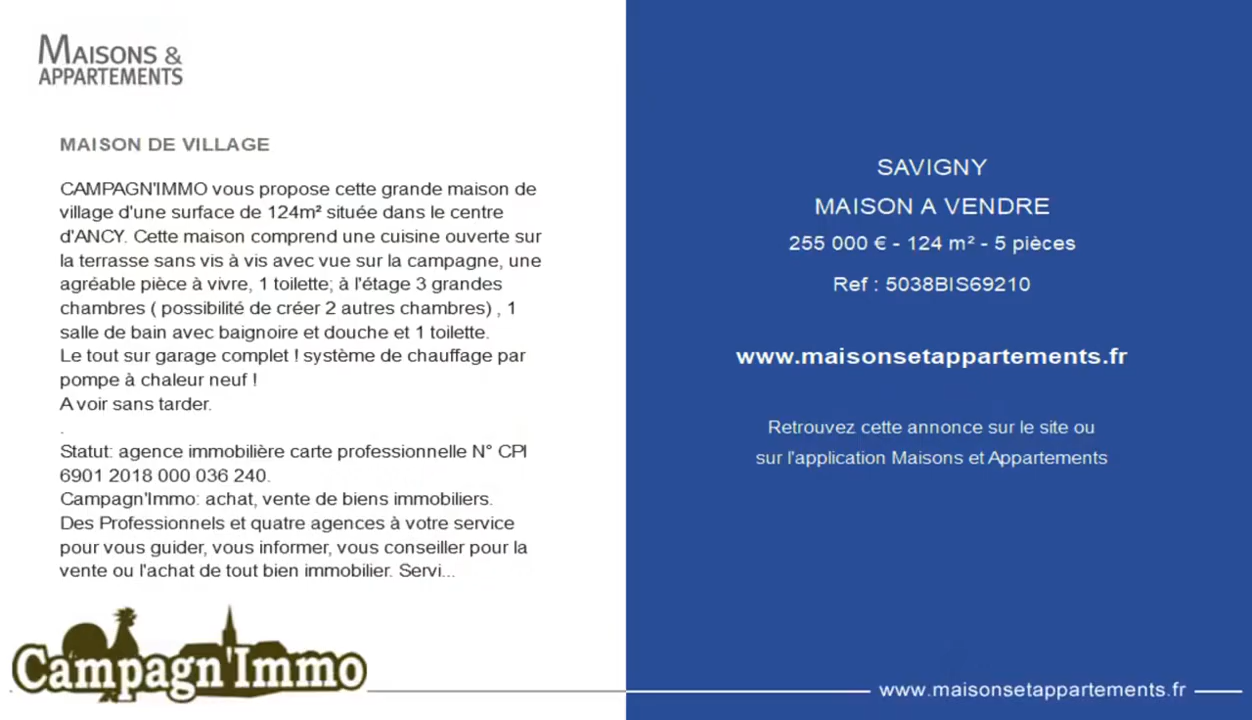 MAISONS &
APPARTEMENTS
MAISON DE VILLAGE
CAMPAGN'IMMO vous propose cette grande maison de
village d'une surface de 124m² située dans le centre
d'ANCY. Cette maison comprend une cuisine ouverte sur
la terrasse sans vis à vis avec vue sur la campagne, une
agréable pièce à vivre, 1 toilette; à l'étage 3 grandes
chambres ( possibilité de créer 2 autres chambres) , 1
salle de bain avec baignoire et douche et 1 toilette.
Le tout sur garage complet ! système de chauffage par
pompe à chaleur neuf !
A voir sans tarder.
.
Statut: agence immobilière carte professionnelle N° CPI
6901 2018 000 036 240.
Campagn'Immo: achat, vente de biens immobiliers.
Des Professionnels et quatre agences à votre service
pour vous guider, vous informer, vous conseiller pour la
vente ou l'achat de tout bien immobilier. Servi...
Campagn'Immo
SAVIGNY
MAISON A VENDRE
255 000 € - 124 m² - 5 pièces
Ref : 5038BIS69210
www.maisonsetappartements.fr
Retrouvez cette annonce sur le site ou
sur l'application Maisons et Appartements
www.maisonsetappartements.fr